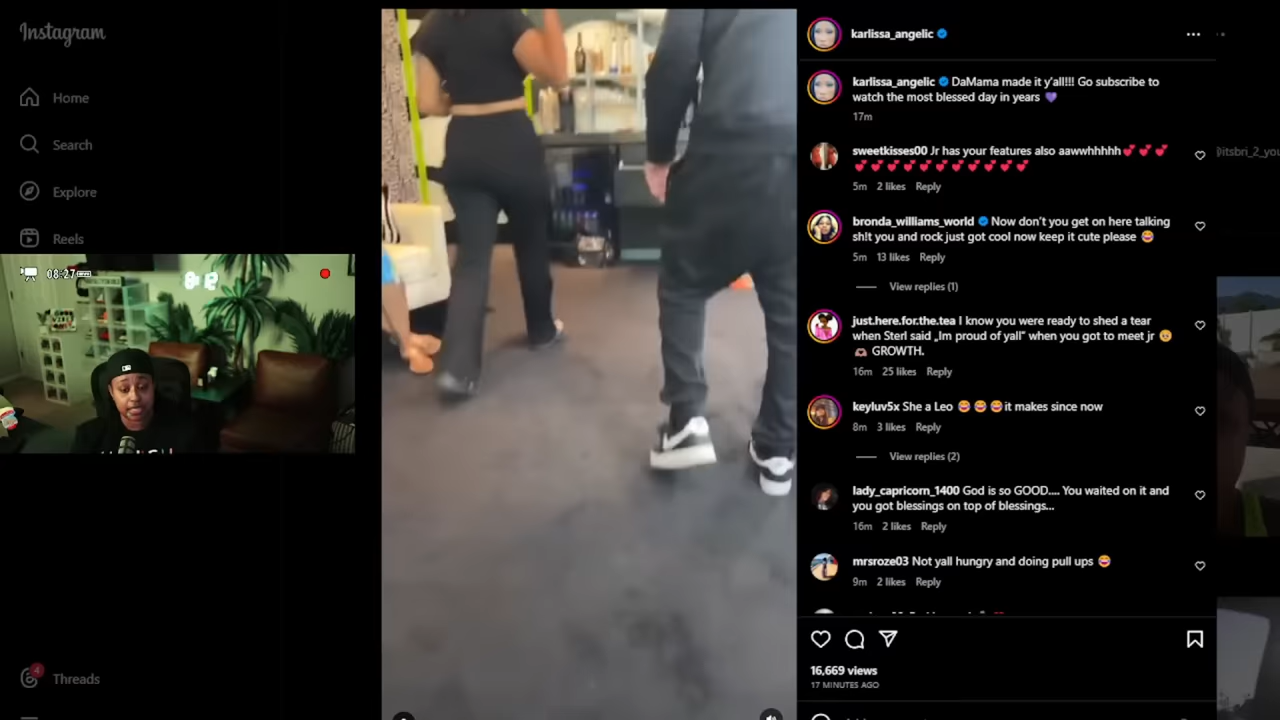 Instagram
Home
Search
Explore
Reels
08:27
Threads
4
karlissa_angelic
karlissa_angelic DaMama made it y'all!!! Go subscribe to
watch the most blessed day in years 💜
17m
sweetkisses00 Jr has your features also aawwhhhhh💕 💕 💕
💕 💕 💕 💕 💕 💕 💕 💕 💕 💕 💕
5m 2 likes Reply
bronda_williams_world Now don't you get on here talking
sh!t you and rock just got cool now keep it cute please 😂
5m 13 likes Reply
View replies (1)
just.here.for.the.tea I know you were ready to shed a tear
when Sterl said „Im proud of yall" when you got to meet jr 🥹
🫶🏽 GROWTH.
16m 25 likes Reply
keyluv5x She a Leo 😂 😂 😂it makes since now
8m 3 likes Reply
View replies (2)
lady_capricorn_1400 God is so GOOD.... You waited on it and
you got blessings on top of blessings...
16m 2 likes Reply
mrsroze03 Not yall hungry and doing pull ups 😂
9m 2 likes Reply
16,669 views
17 MINUTES AGO
@itsbri_2_you